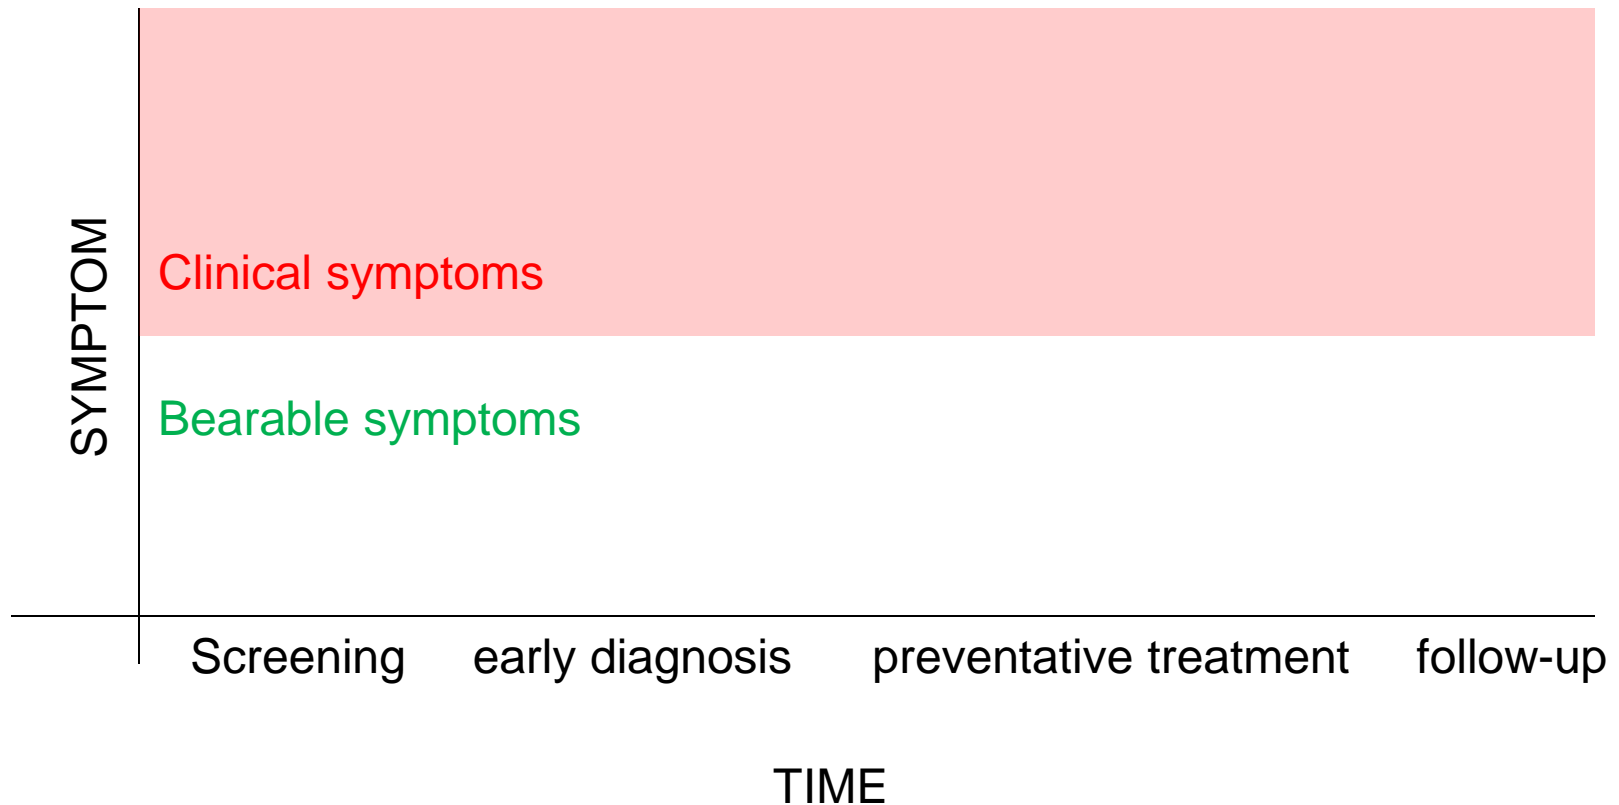 SYMPTOM
Clinical symptoms
Bearable symptoms
Screening early diagnosis preventative treatment follow-up
TIME